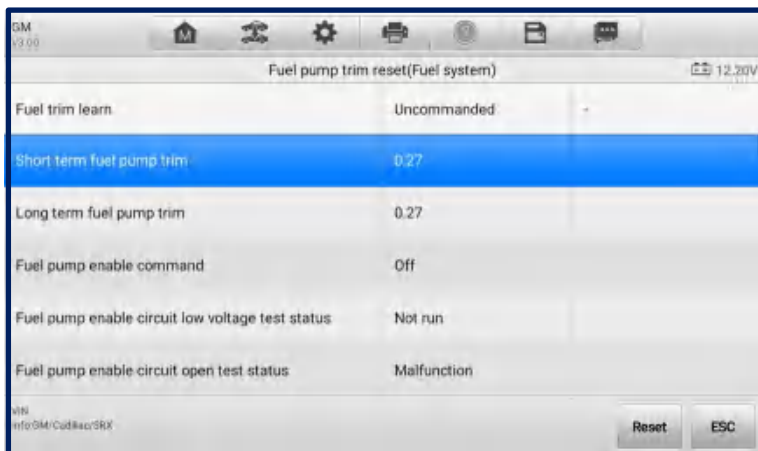 GM
V3.00
M
Fuel pump trim reset(Fuel system)
12.20V
Fuel trim learn Uncommanded -
Short term fuel pump trim 0.27
Long term fuel pump trim 0.27
Fuel pump enable command Off
Fuel pump enable circuit low voltage test status Not run
Fuel pump enable circuit open test status Malfunction
VIN
info:GM/Cadillac/SRX
Reset ESC